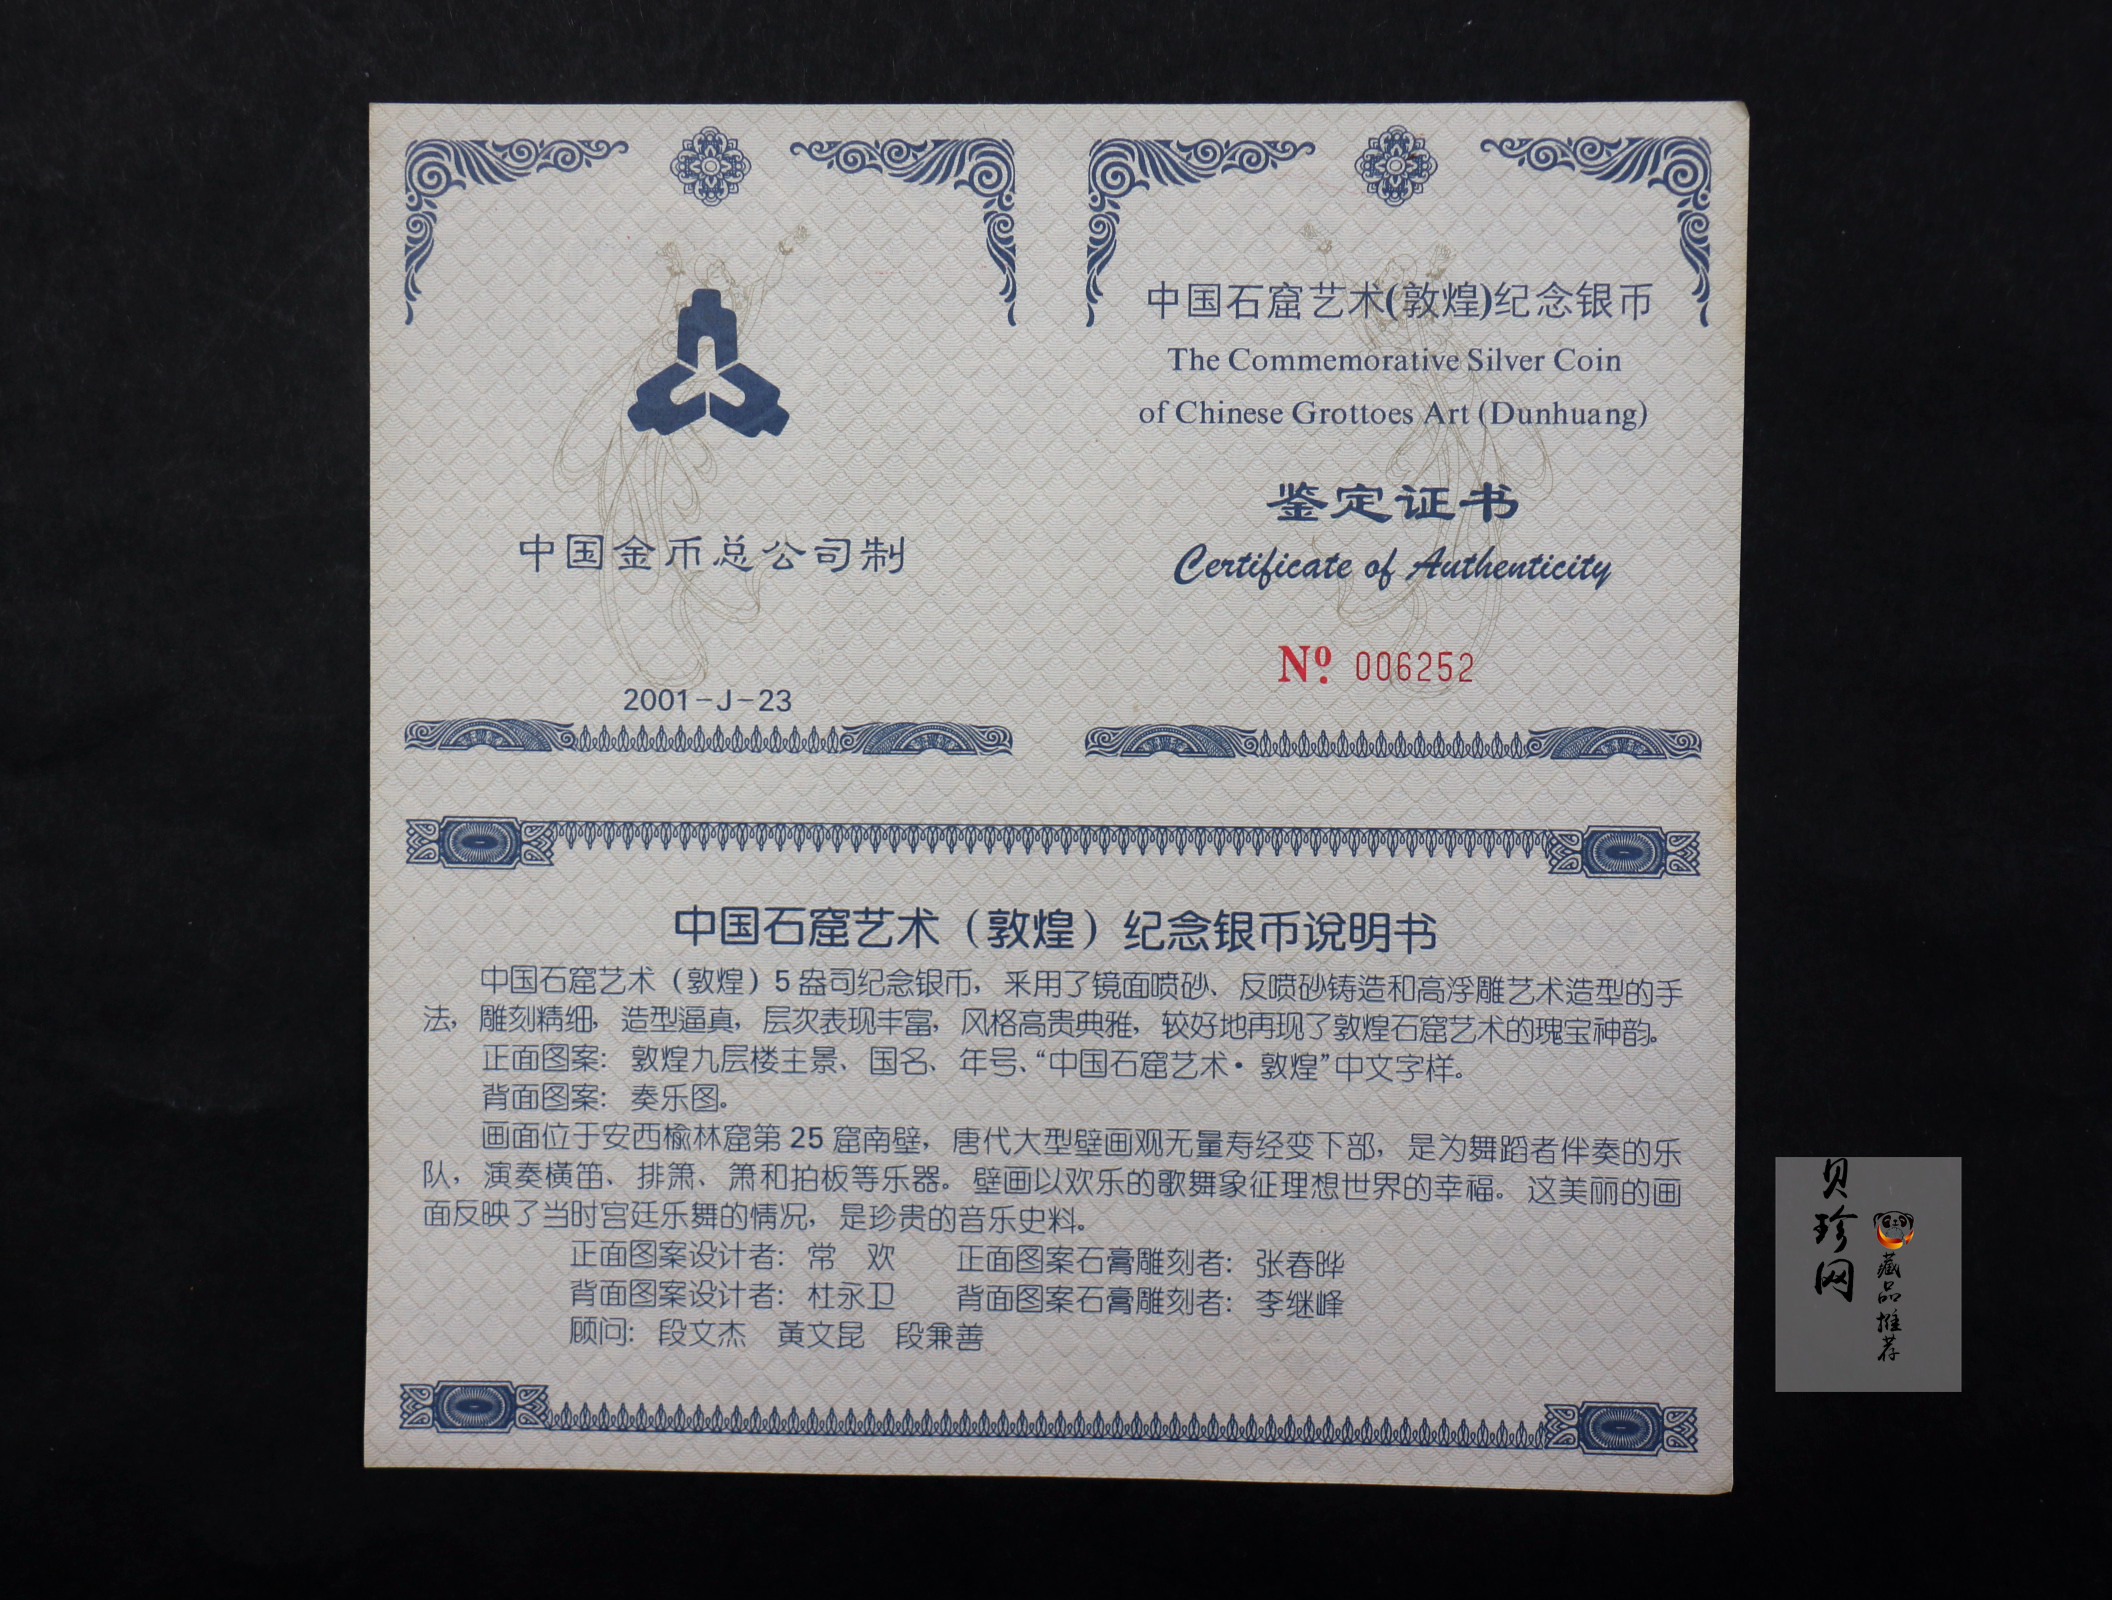 中国金币总公司制
2001-J-23
中国石窟艺术(敦煌)纪念银币
The Commemorative Silver Coin
of Chinese Grottoes Art (Dunhuang)
鉴定证书
Certificate of Authenticity
Nº. 006252
中国石窟艺术（敦煌）纪念银币说明书
中国石窟艺术（敦煌）5盎司纪念银币，采用了镜面喷砂、反喷砂铸造和高浮雕艺术造型的手
法，雕刻精细，造型逼真，层次表现丰富，风格高贵典雅，较好地再现了敦煌石窟艺术的瑰宝神韵。
正面图案：敦煌九层楼主景、国名、年号、“中国石窟艺术·敦煌”中文字样。
背面图案：奏乐图。
画面位于安西榆林窟第25窟南壁，唐代大型壁画观无量寿经变下部，是为舞蹈者伴奏的乐
队，演奏横笛、排箫、箫和拍板等乐器。壁画以欢乐的歌舞象征理想世界的幸福。这美丽的画
面反映了当时宫廷乐舞的情况，是珍贵的音乐史料。
正面图案设计者：常　欢　　正面图案石膏雕刻者：张春晔
背面图案设计者：杜永卫　　背面图案石膏雕刻者：李继峰
顾问：段文杰　黄文昆　段兼善
贝珍网
藏品推荐